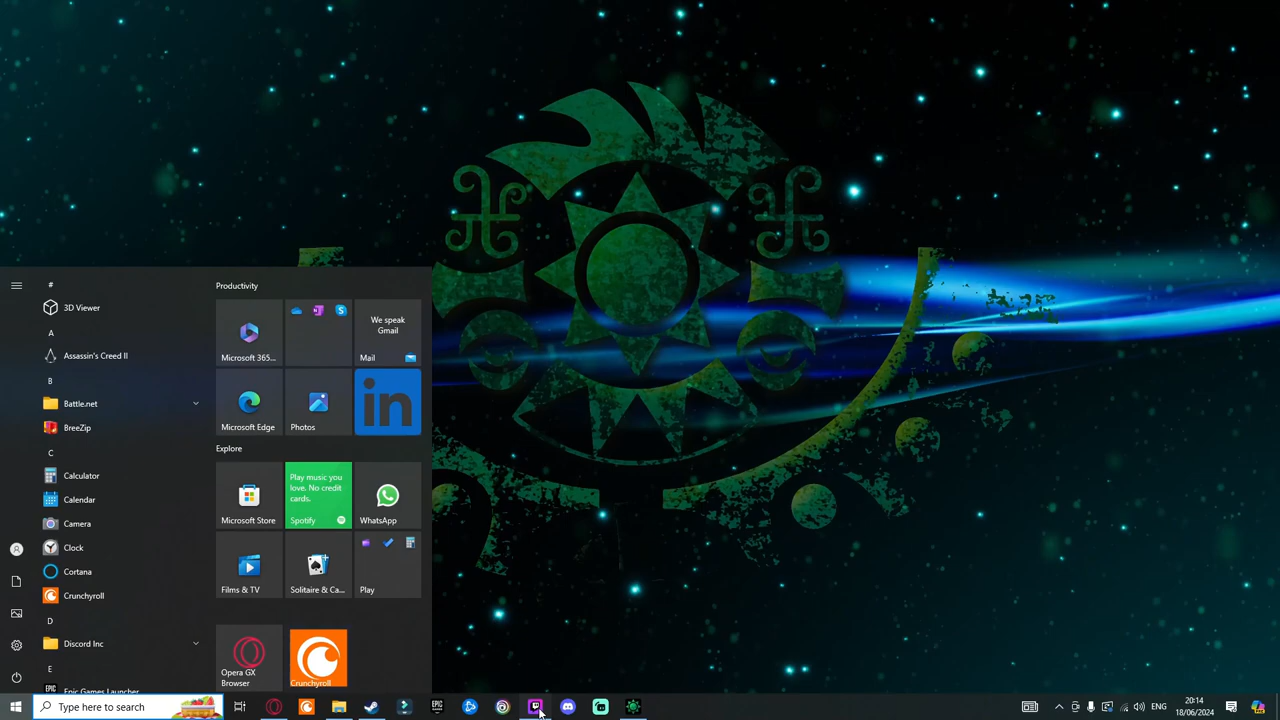 #
3D Viewer
A
Assassin's Creed II
B
Battle.net
BreeZip
C
Calculator
Calendar
Camera
Clock
Cortana
Crunchyroll
D
Discord Inc
E
Epic Games Launcher
Productivity
Microsoft 365...
We speak
Gmail
Mail
Microsoft Edge
Photos
in
Explore
Microsoft Store
Play music you
love. No credit
cards.
Spotify
WhatsApp
Films & TV
Solitaire & Ca...
Play
Opera GX
Browser
Crunchyroll
Type here to search
EPIC
ENG
20:14
18/06/2024